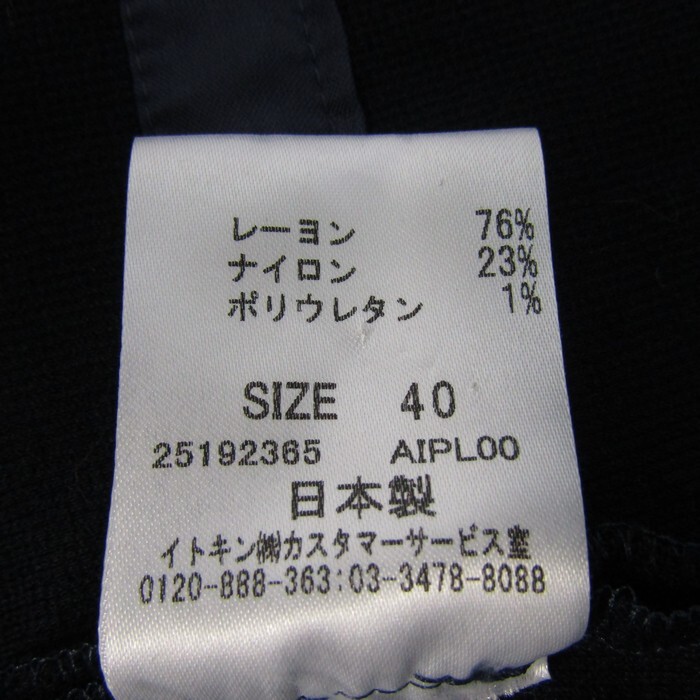 レーヨン 76%
ナイロン 23%
ポリウレタン 1%
SIZE 40
25192365 AIPL00
日本製
イトキン㈱カスタマーサービス室
0120-888-363:03-3478-8088